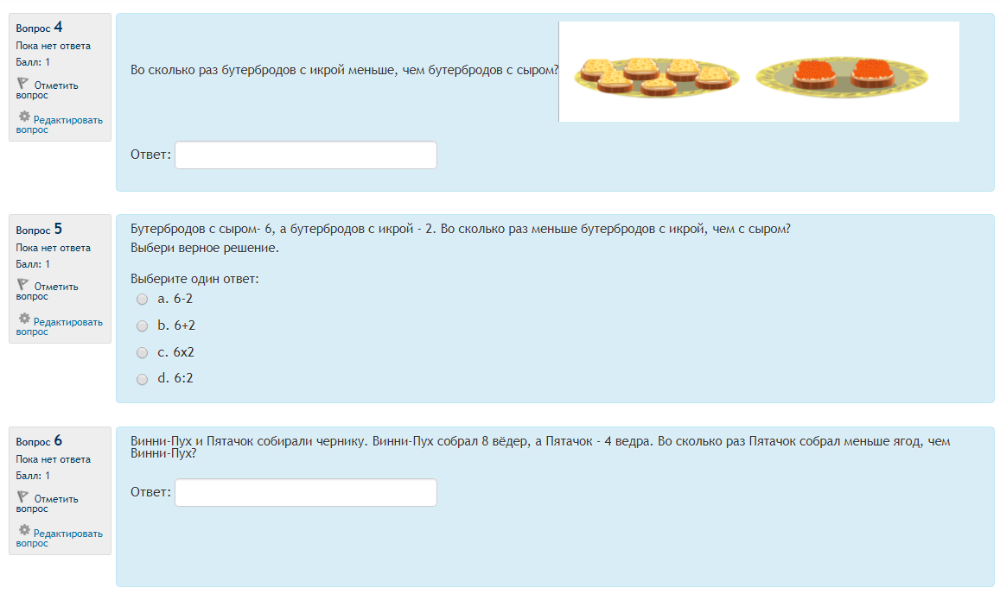 Вопрос 4
Пока нет ответа
Балл: 1
Отметить
вопрос
Редактировать
вопрос
Во сколько раз бутербродов с икрой меньше, чем бутербродов с сыром?
Ответ:
Вопрос 5
Пока нет ответа
Балл: 1
Отметить
вопрос
Редактировать
вопрос
Бутербродов с сыром- 6, а бутербродов с икрой - 2. Во сколько раз меньше бутербродов с икрой, чем с сыром?
Выбери верное решение.
Выберите один ответ:
a. 6-2
b. 6+2
c. 6х2
d. 6:2
Вопрос 6
Пока нет ответа
Балл: 1
Отметить
вопрос
Редактировать
вопрос
Винни-Пух и Пятачок собирали чернику. Винни-Пух собрал 8 вёдер, а Пятачок - 4 ведра. Во сколько раз Пятачок собрал меньше ягод, чем
Винни-Пух?
Ответ: